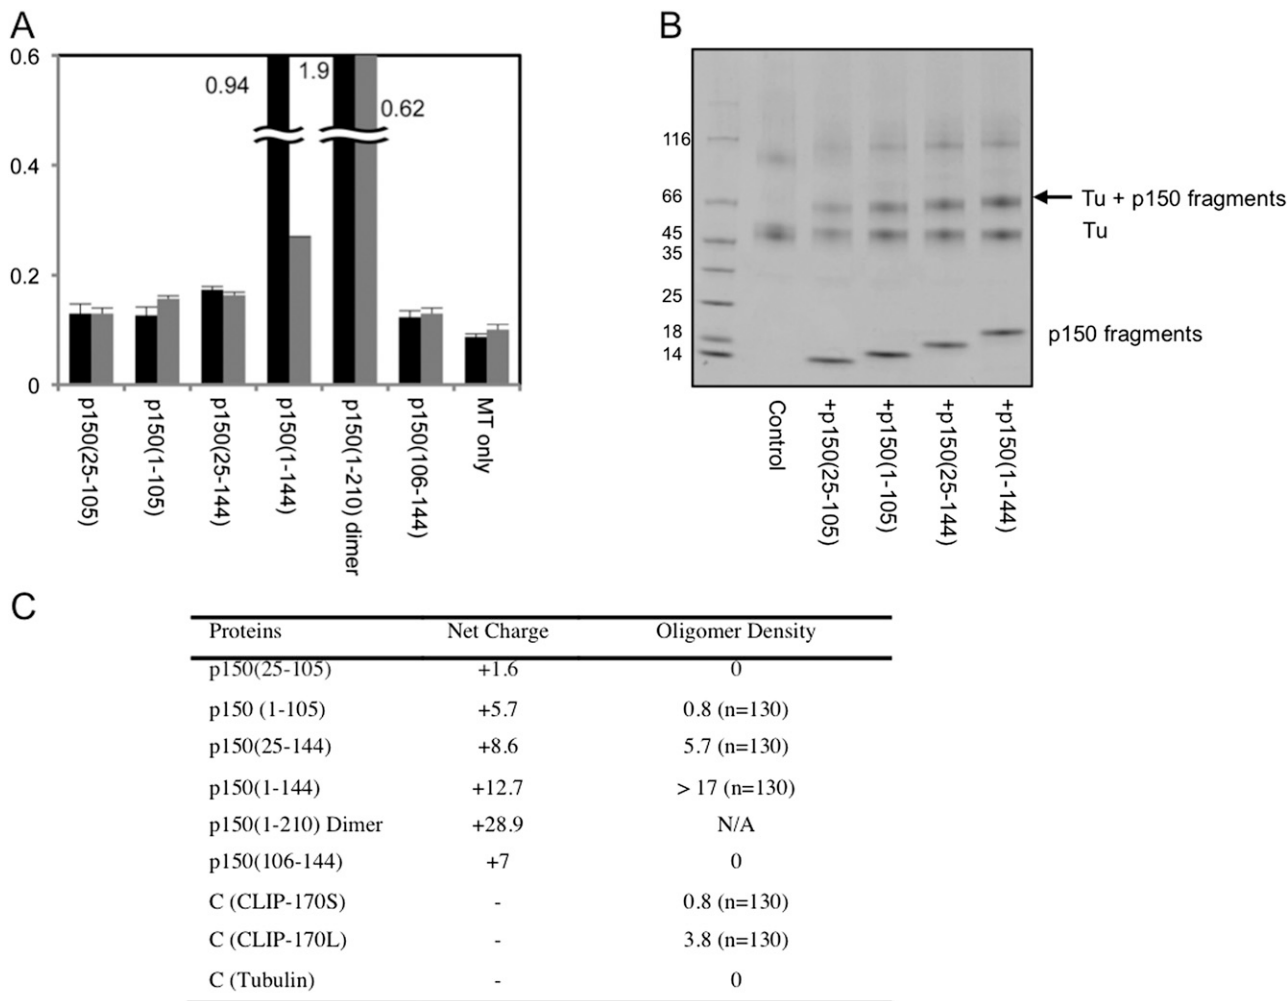 A
0.6
0.4
0.2
0
0.94
1.9
0.62
p150(25-105)
p150(1-105)
p150(25-144)
p150(1-144)
p150(1-210) dimer
p150(106-144)
MT only
B
116
66
45
35
25
18
14
Tu + p150 fragments
Tu
p150 fragments
Control
+p150(25-105)
+p150(1-105)
+p150(25-144)
+p150(1-144)
C
Proteins Net Charge Oligomer Density
p150(25-105) +1.6 0
p150 (1-105) +5.7 0.8 (n=130)
p150(25-144) +8.6 5.7 (n=130)
p150(1-144) +12.7 > 17 (n=130)
p150(1-210) Dimer +28.9 N/A
p150(106-144) +7 0
C (CLIP-170S) - 0.8 (n=130)
C (CLIP-170L) - 3.8 (n=130)
C (Tubulin) - 0